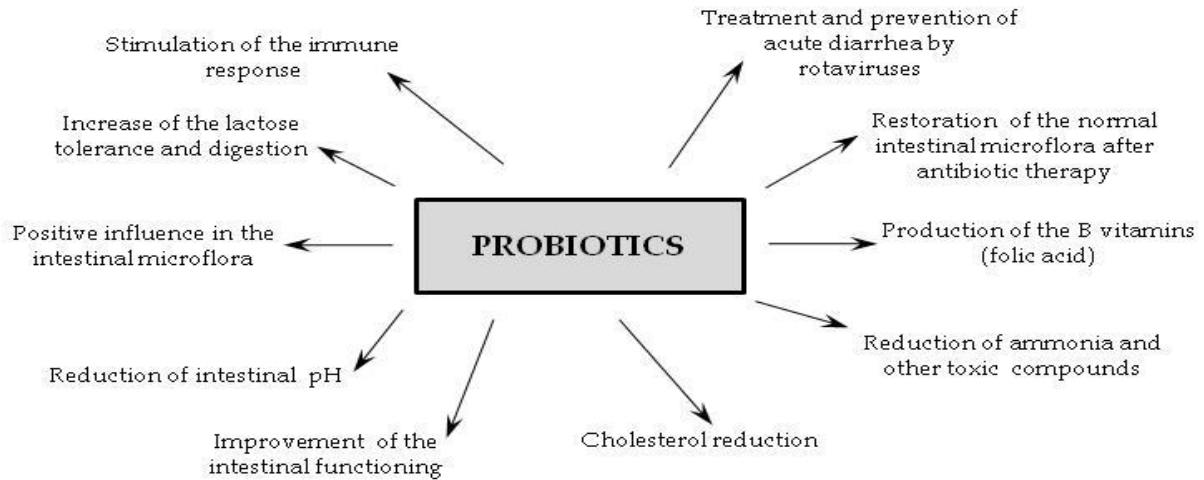 Stimulation of the immune
response
Treatment and prevention of
acute diarrhea by
rotaviruses
Increase of the lactose
tolerance and digestion
Restoration of the normal
intestinal microflora after
antibiotic therapy
Positive influence in the
intestinal microflora
PROBIOTICS
Production of the B vitamins
(folic acid)
Reduction of intestinal pH
Reduction of ammonia and
other toxic compounds
Improvement of the
intestinal functioning
Cholesterol reduction